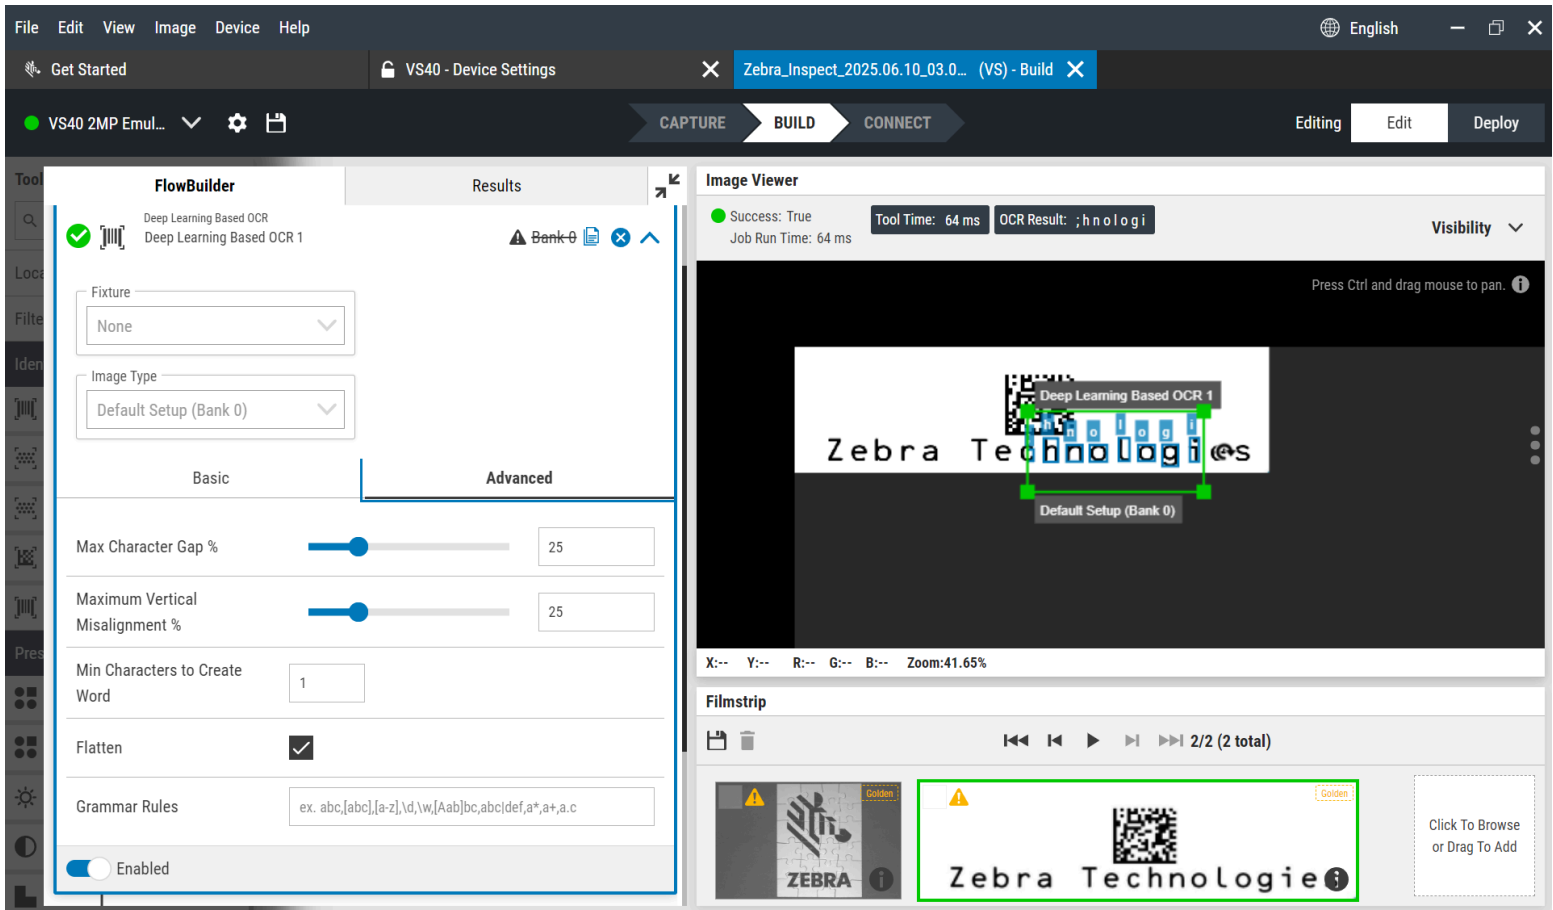 File Edit View Image Device Help English
Get Started VS40 - Device Settings Zebra_Inspect_2025.06.10_03.0... (VS) - Build
VS40 2MP Emul... CAPTURE BUILD CONNECT Editing Edit Deploy
Tool
FlowBuilder Results
Deep Learning Based OCR
Deep Learning Based OCR 1 Bank 0
Loca
Filte
Iden
Pres
Fixture
None
Image Type
Default Setup (Bank 0)
Basic Advanced
Max Character Gap % 25
Maximum Vertical
Misalignment % 25
Min Characters to Create
Word 1
Flatten
Grammar Rules ex. abc,[abc],[a-z],\d,\w,[Aab]bc,abc|def,a*,a+,a.c
Enabled
Image Viewer
Success: True
Job Run Time: 64 ms
Tool Time: 64 ms OCR Result: ;hnologi
Visibility
Press Ctrl and drag mouse to pan.
Deep Learning Based OCR 1
h n o l o g i
Zebra Technologies
Default Setup (Bank 0)
X:-- Y:-- R:-- G:-- B:-- Zoom:41.65%
Filmstrip
2/2 (2 total)
Golden
ZEBRA
Golden
Zebra Technologie
Click To Browse
or Drag To Add